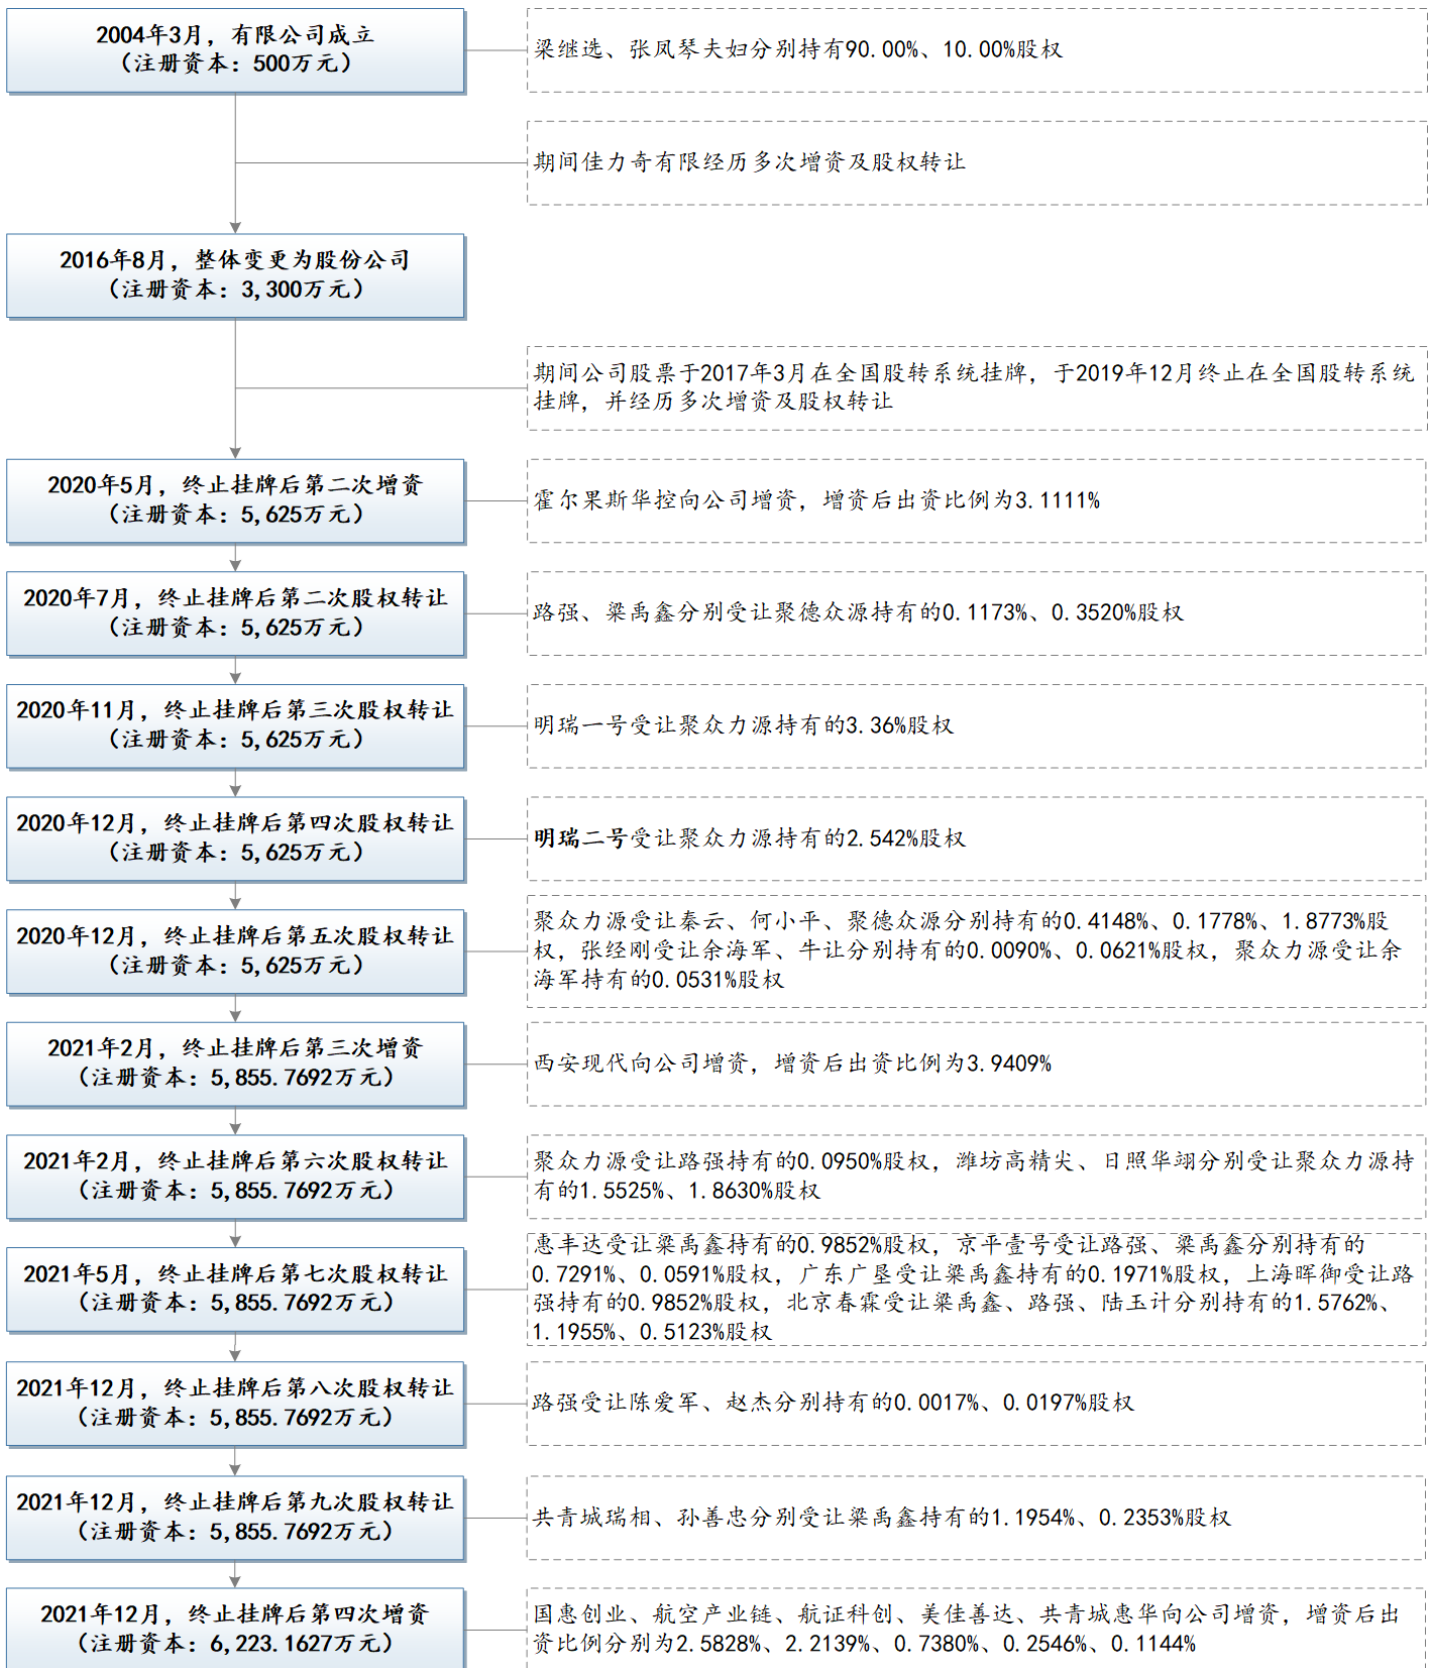 2004年3月，有限公司成立
（注册资本：500万元）
梁继选、张凤琴夫妇分别持有90.00%、10.00%股权
期间佳力奇有限经历多次增资及股权转让
2016年8月，整体变更为股份公司
（注册资本：3,300万元）
期间公司股票于2017年3月在全国股转系统挂牌，于2019年12月终止在全国股转系统
挂牌，并经历多次增资及股权转让
2020年5月，终止挂牌后第二次增资
（注册资本：5,625万元）
霍尔果斯华控向公司增资，增资后出资比例为3.1111%
2020年7月，终止挂牌后第二次股权转让
（注册资本：5,625万元）
路强、梁禹鑫分别受让聚德众源持有的0.1173%、0.3520%股权
2020年11月，终止挂牌后第三次股权转让
（注册资本：5,625万元）
明瑞一号受让聚众力源持有的3.36%股权
2020年12月，终止挂牌后第四次股权转让
（注册资本：5,625万元）
明瑞二号受让聚众力源持有的2.542%股权
2020年12月，终止挂牌后第五次股权转让
（注册资本：5,625万元）
聚众力源受让秦云、何小平、聚德众源分别持有的0.4148%、0.1778%、1.8773%股
权，张经刚受让余海军、牛让分别持有的0.0090%、0.0621%股权，聚众力源受让余
海军持有的0.0531%股权
2021年2月，终止挂牌后第三次增资
（注册资本：5,855.7692万元）
西安现代向公司增资，增资后出资比例为3.9409%
2021年2月，终止挂牌后第六次股权转让
（注册资本：5,855.7692万元）
聚众力源受让路强持有的0.0950%股权，潍坊高精尖、日照华翊分别受让聚众力源持
有的1.5525%、1.8630%股权
2021年5月，终止挂牌后第七次股权转让
（注册资本：5,855.7692万元）
惠丰达受让梁禹鑫持有的0.9852%股权，京平壹号受让路强、梁禹鑫分别持有的
0.7291%、0.0591%股权，广东广垦受让梁禹鑫持有的0.1971%股权，上海晖御受让路
强持有的0.9852%股权，北京春霖受让梁禹鑫、路强、陆玉计分别持有的1.5762%、
1.1955%、0.5123%股权
2021年12月，终止挂牌后第八次股权转让
（注册资本：5,855.7692万元）
路强受让陈爱军、赵杰分别持有的0.0017%、0.0197%股权
2021年12月，终止挂牌后第九次股权转让
（注册资本：5,855.7692万元）
共青城瑞相、孙善忠分别受让梁禹鑫持有的1.1954%、0.2353%股权
2021年12月，终止挂牌后第四次增资
（注册资本：6,223.1627万元）
国惠创业、航空产业链、航证科创、美佳善达、共青城惠华向公司增资，增资后出
资比例分别为2.5828%、2.2139%、0.7380%、0.2546%、0.1144%